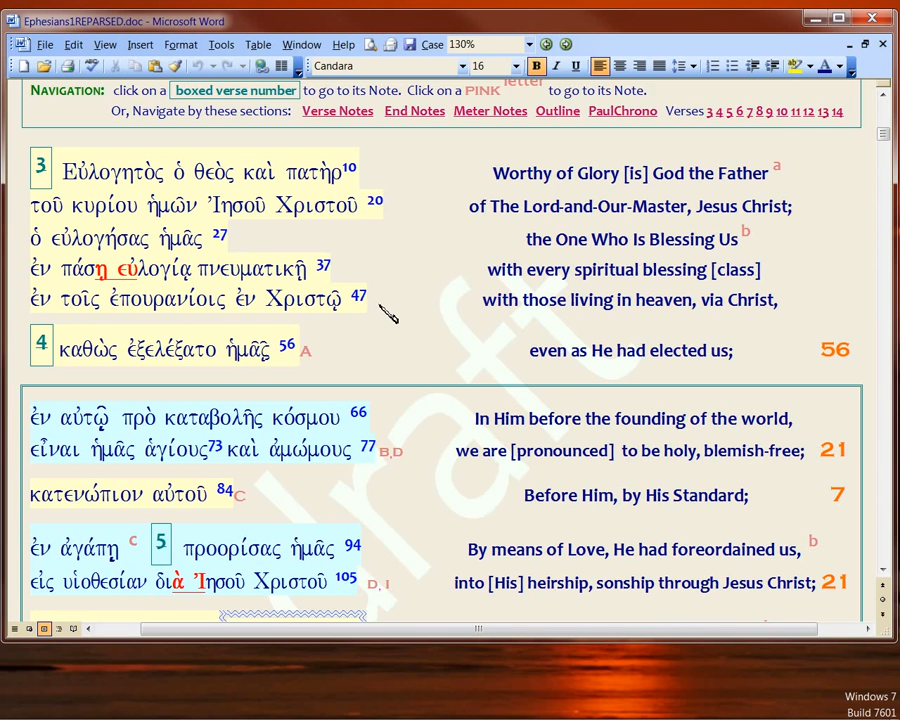 Ephesians1REPARSED.doc - Microsoft Word
File Edit View Insert Format Tools Table Window Help Case 130%
Candara 16 B I U
NAVIGATION: click on a boxed verse number to go to its Note. Click on a PINK letter to go to its Note.
Or, Navigate by these sections: Verse Notes End Notes Meter Notes Outline PaulChrono Verses 3 4 5 6 7 8 9 10 11 12 13 14
3 Εὐλογητὸς ὁ θεὸς καὶ πατὴρ10 Worthy of Glory [is] God the Father a
τοῦ κυρίου ἡμῶν Ἰησοῦ Χριστοῦ 20 of The Lord-and-Our-Master, Jesus Christ;
ὁ εὐλογήσας ἡμᾶς 27 the One Who Is Blessing Us b
ἐν πάσῃ εὐλογίᾳ πνευματικῇ 37 with every spiritual blessing [class]
ἐν τοῖς ἐπουρανίοις ἐν Χριστῷ 47 with those living in heaven, via Christ,
4 καθὼς ἐξελέξατο ἡμᾶς 56 A even as He had elected us; 56
ἐν αὐτῷ πρὸ καταβολῆς κόσμου 66 In Him before the founding of the world,
εἶναι ἡμᾶς ἁγίους73 καὶ ἀμώμους 77 B,D we are [pronounced] to be holy, blemish-free; 21
κατενώπιον αὐτοῦ 84C Before Him, by His Standard; 7
ἐν ἀγάπῃ c 5 προορίσας ἡμᾶς 94 By means of Love, He had foreordained us, b
εἰς υἱοθεσίαν διὰ Ἰησοῦ Χριστοῦ 105 D, I into [His] heirship, sonship through Jesus Christ; 21
draft
Windows 7
Build 7601